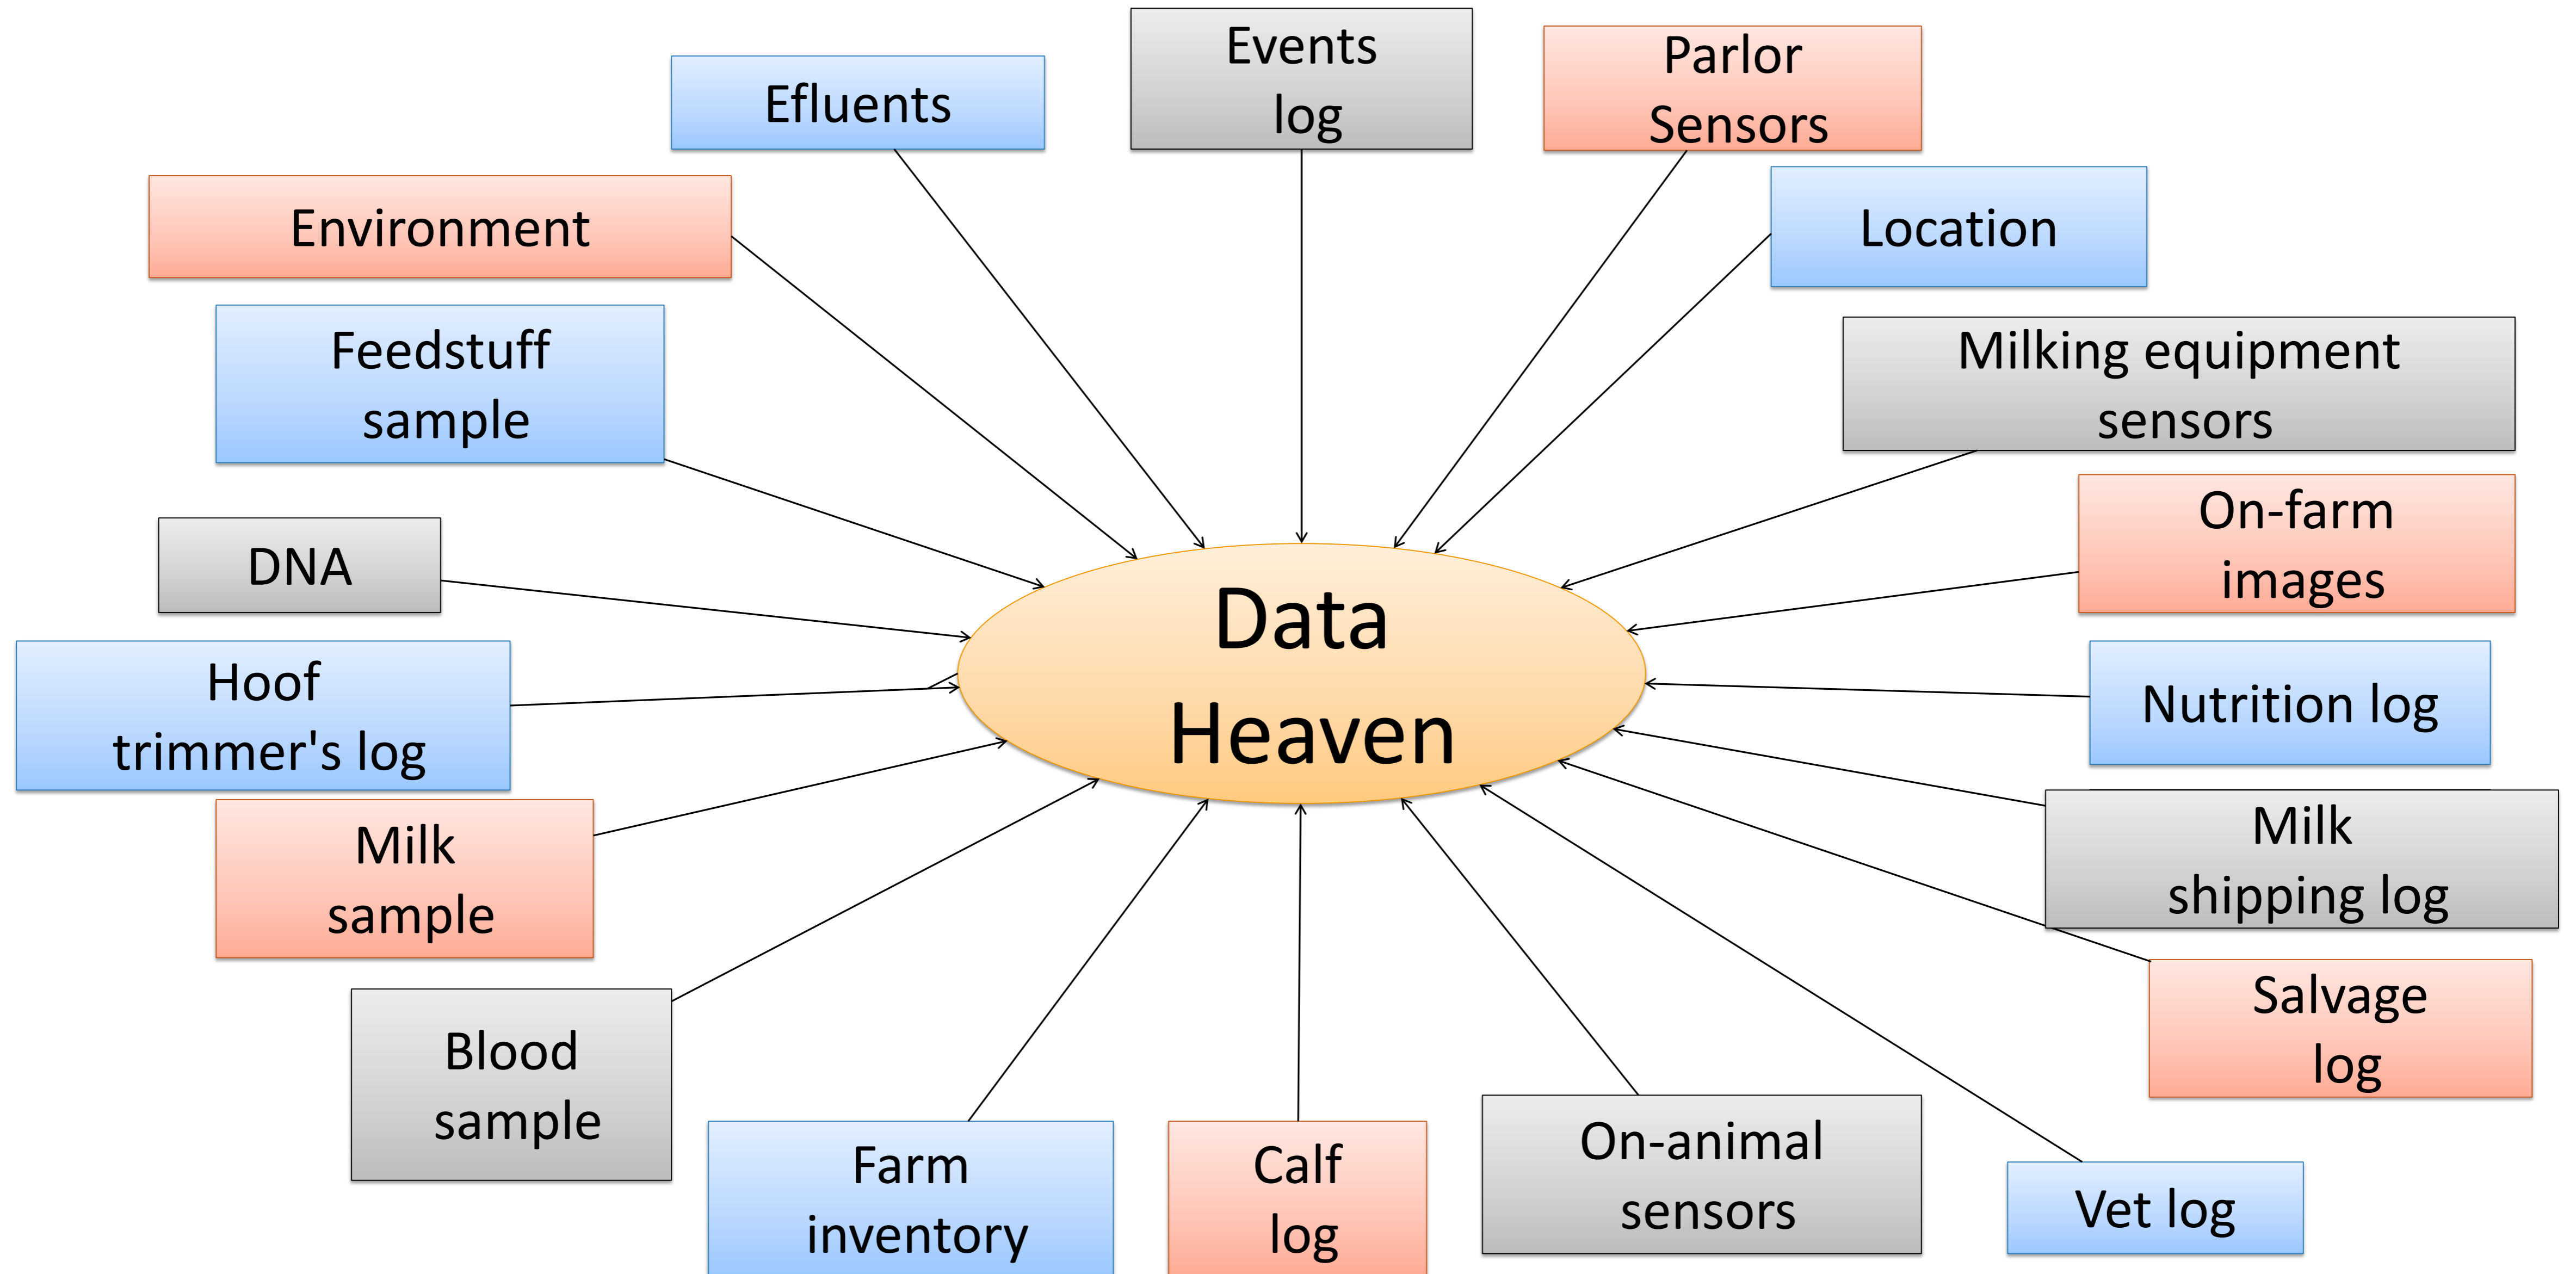 Events
log
Parlor
Sensors
Efluents
Environment
Location
Feedstuff
sample
Milking equipment
sensors
On-farm
images
DNA
Data
Heaven
Hoof
trimmer's log
Nutrition log
Milk
sample
Milk
shipping log
Salvage
log
Blood
sample
Farm
inventory
Calf
log
On-animal
sensors
Vet log